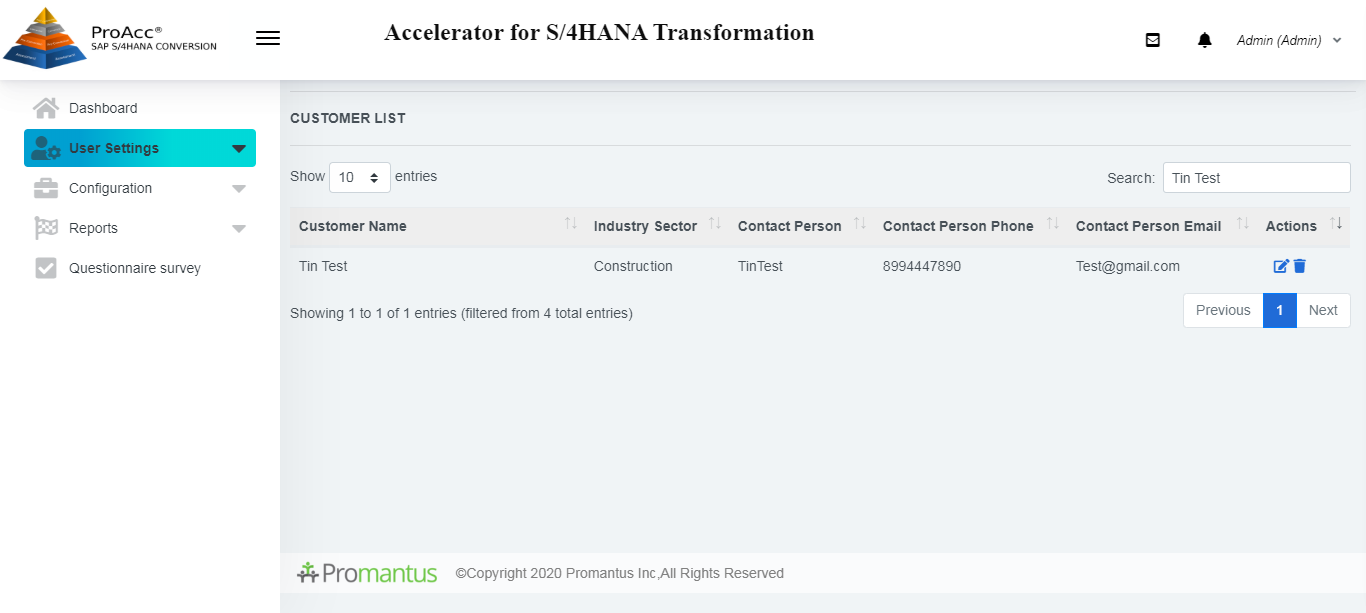 ProAcc®
SAP S/4HANA CONVERSION
Accelerator for S/4HANA Transformation
Admin (Admin)
Dashboard
User Settings
Configuration
Reports
Questionnaire survey
CUSTOMER LIST
Show 10 entries
Search: Tin Test
Customer Name Industry Sector Contact Person Contact Person Phone Contact Person Email Actions
Tin Test Construction TinTest 8994447890 Test@gmail.com
Showing 1 to 1 of 1 entries (filtered from 4 total entries)
Previous 1 Next
Promantus ©Copyright 2020 Promantus Inc,All Rights Reserved